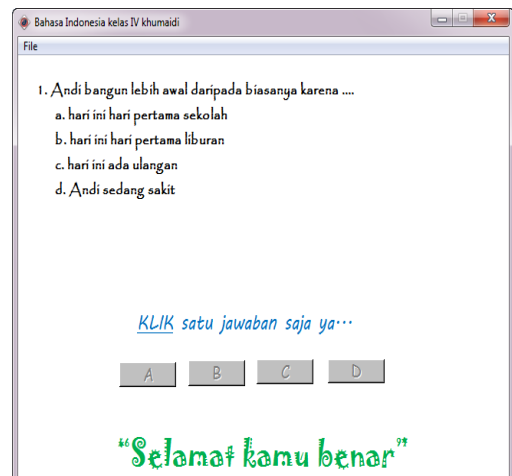 Bahasa Indonesia kelas IV khumaidi
File
1. Andi bangun lebih awal daripada biasanya karena ....
a. hari ini hari pertama sekolah
b. hari ini hari pertama liburan
c. hari ini ada ulangan
d. Andi sedang sakit
KLIK satu jawaban saja ya...
A B C D
"Selamat kamu benar"